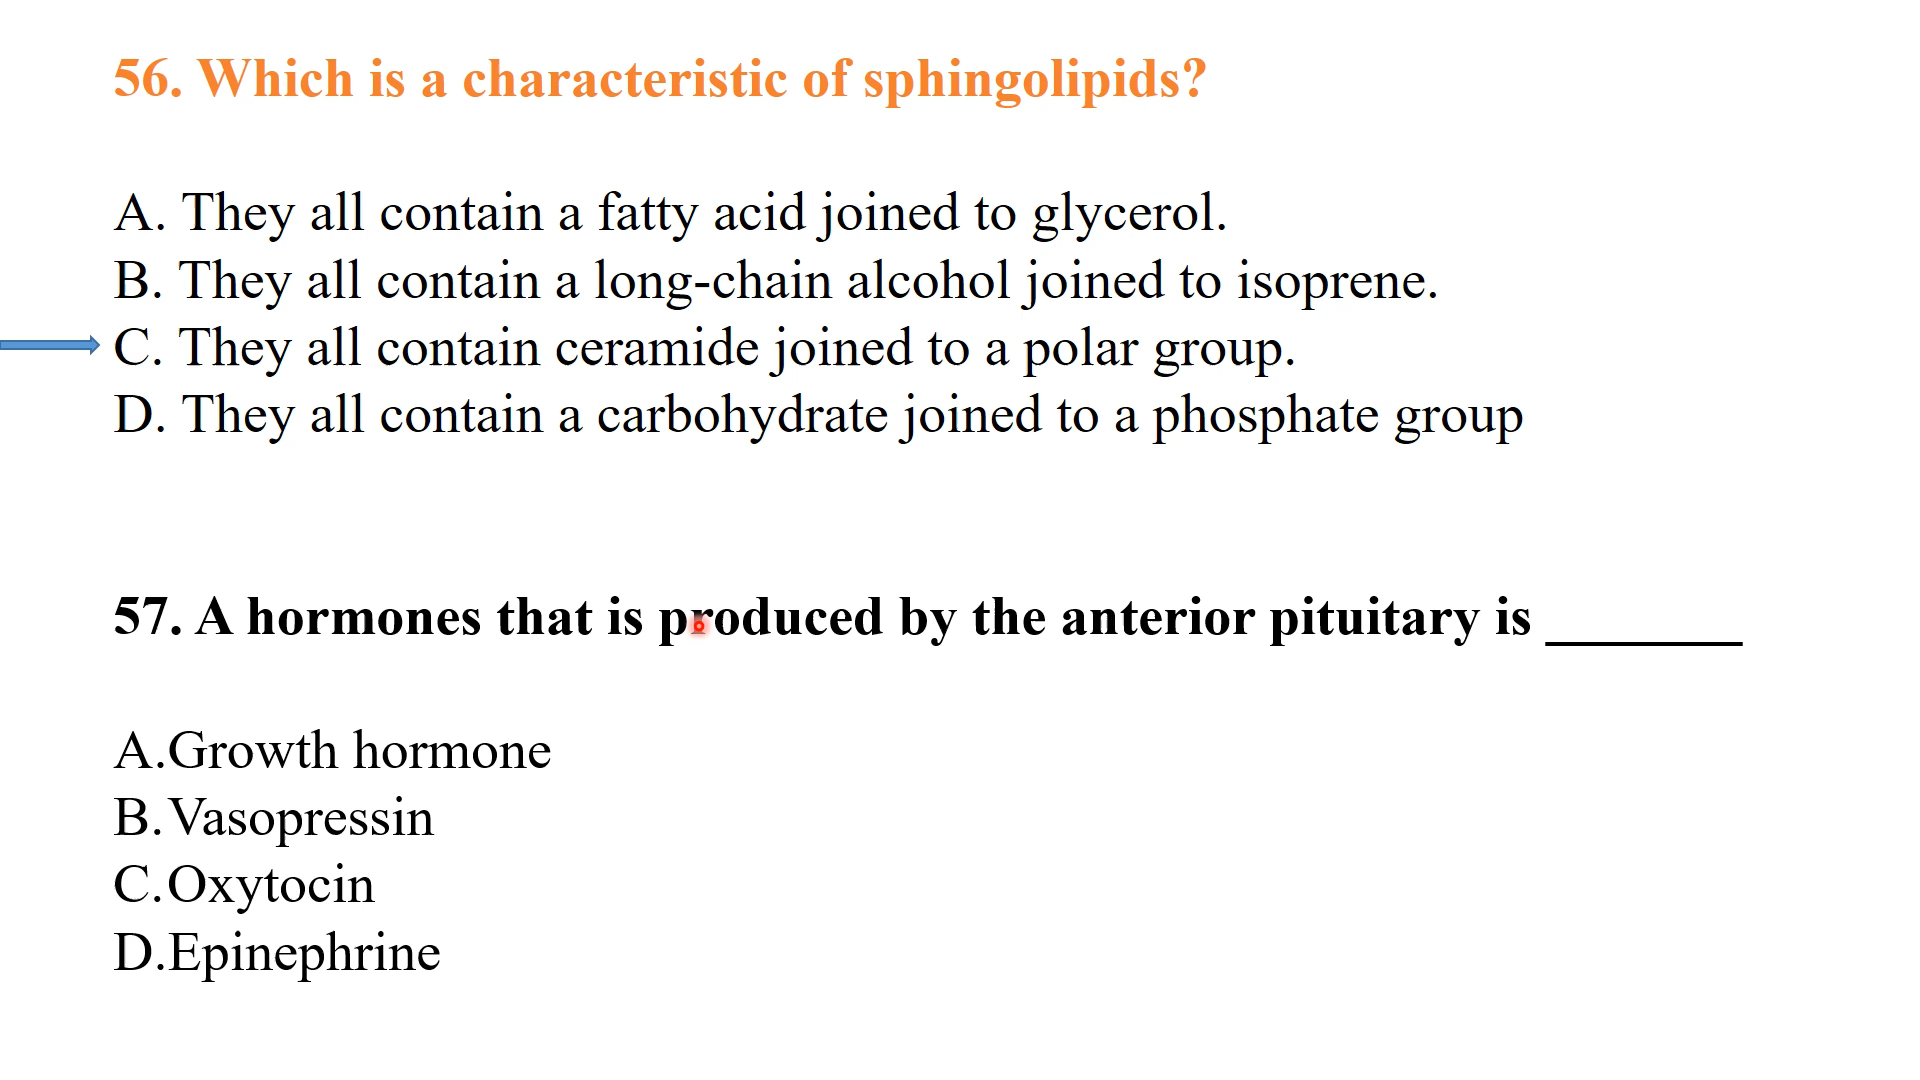 56. Which is a characteristic of sphingolipids?
A. They all contain a fatty acid joined to glycerol.
B. They all contain a long-chain alcohol joined to isoprene.
C. They all contain ceramide joined to a polar group.
D. They all contain a carbohydrate joined to a phosphate group
57. A hormones that is produced by the anterior pituitary is _______
A.Growth hormone
B.Vasopressin
C.Oxytocin
D.Epinephrine